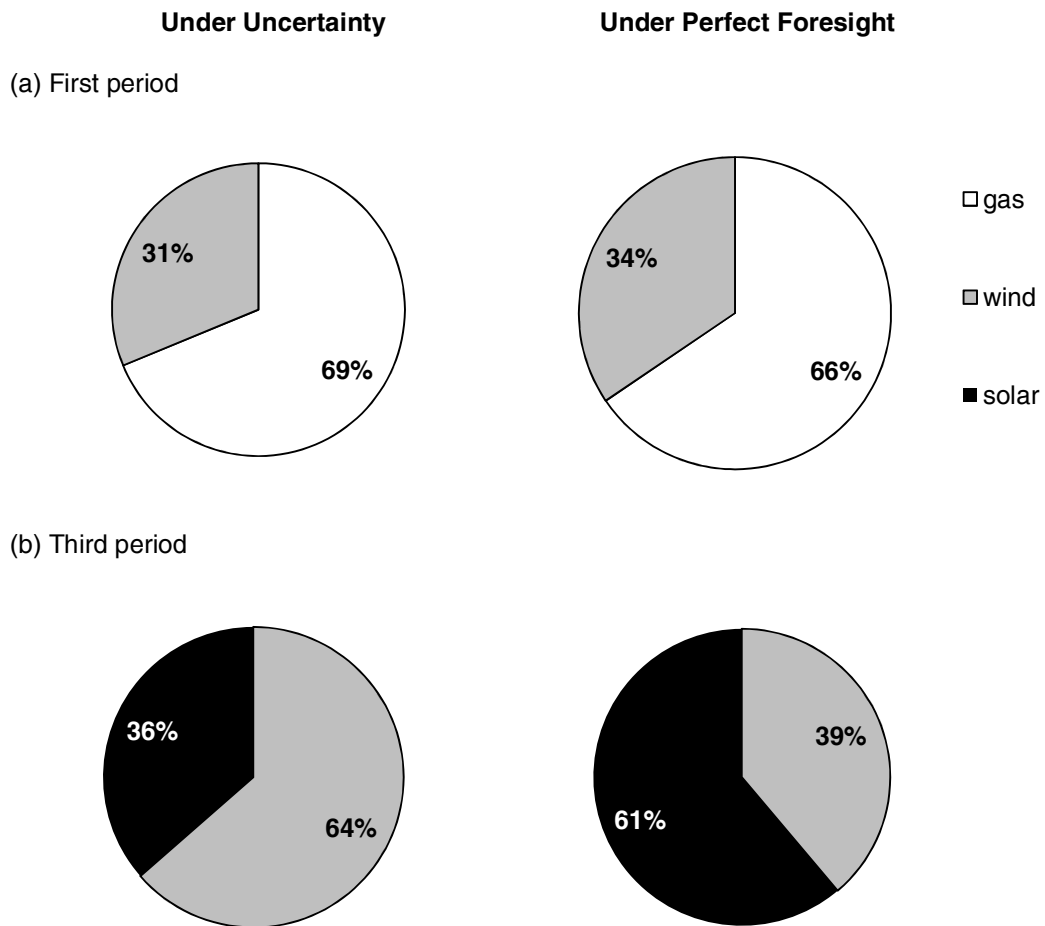 Under Uncertainty
Under Perfect Foresight
(a) First period
31%
69%
34%
66%
gas
wind
solar
(b) Third period
36%
64%
39%
61%